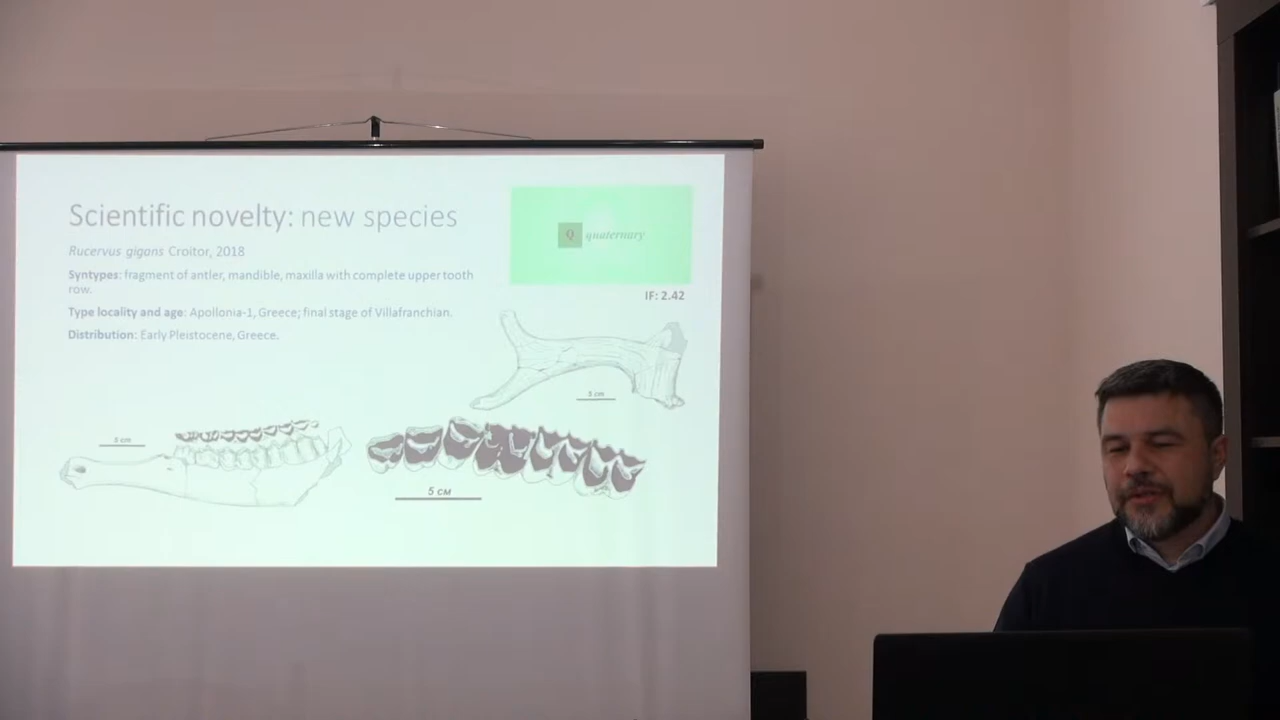 Scientific novelty: new species
Rucervus gigans Croitor, 2018
Syntypes: fragment of antler, mandible, maxilla with complete upper tooth
row.
Type locality and age: Apollonia-1, Greece; final stage of Villafranchian.
Distribution: Early Pleistocene, Greece.
Q quaternary
IF: 2.42
5 cm
5 cm
5 см